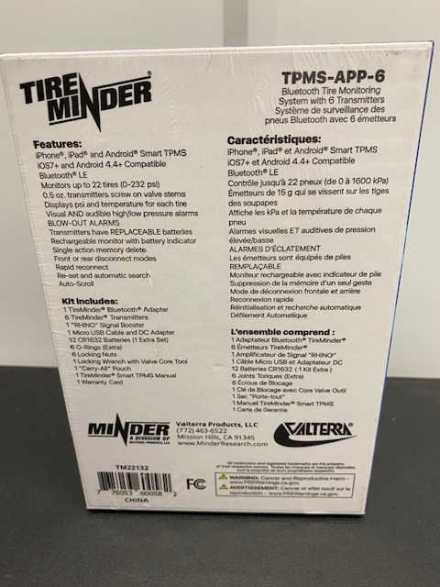 TIRE
MINDER®
TPMS-APP-6
Bluetooth Tire Monitoring
System with 6 Transmitters
Système de surveillance des
pneus Bluetooth avec 6 émetteurs
Features:
iPhone®, iPad® and Android® Smart TPMS
iOS7+ and Android 4.4+ Compatible
Bluetooth® LE
Monitors up to 22 tires (0-232 psi)
0.5 oz. transmitters screw on valve stems
Displays psi and temperature for each tire
Visual AND audible high/low pressure alarms
BLOW-OUT ALARMS
Transmitters have REPLACEABLE batteries
Rechargeable monitor with battery indicator
Single action memory delete
Front or rear disconnect modes
Rapid reconnect
Re-set and automatic search
Auto-Scroll
Kit Includes:
1 TireMinder® Bluetooth® Adapter
6 TireMinder® Transmitters
1 "RHINO" Signal Booster
1 Micro USB Cable and DC Adapter
12 CR1632 Batteries (1 Extra Set)
6 O-Rings (Extra)
6 Locking Nuts
1 Locking Wrench with Valve Core Tool
1 "Carry-All" Pouch
1 TireMinder® Smart TPMS Manual
1 Warranty Card
Caractéristiques:
iPhone®, iPad® et Android® Smart TPMS
iOS7+ et Android 4.4+ Compatible
Bluetooth® LE
Contrôle jusqu'à 22 pneux (de 0 à 1600 kPa)
Émetteurs de 15 g qui se vissent sur les tiges
des soupapes
Affiche les kPa et la température de chaque
pneu
Alarmes visuelles ET auditives de pression
élevée/basse
ALARMES D'ÉCLATEMENT
Les émetteurs sont équipés de piles
REMPLAÇABLE
Moniteur rechargeable avec indicateur de pile
Suppression de la mémoire d'un seul gesta
Mode de déconnexion frontale et arrière
Reconnexion rapide
Réinitialisation et recherche automatique
Défilement Automatique
L'ensemble comprend :
1 Adaptateur Bluetooth® TireMinder®
6 Émetteurs TireMinder®
1 Amplificateur de Signal "RHINO"
1 Câble Micro USB et Adaptateur DC
12 Batteries CR1632 (1 Kit Extra)
6 Joints Toriques (Extra)
6 Écrous de Blocage
1 Clé de Blocage avec Core Valve Outil
1 Sac "Porte-tout"
1 Manuel TireMinder® Smart TPMS
1 Carte de Garantie
MINDER
A DIVISION OF
VALTERRA PRODUCTS, LLC
Valterra Products, LLC
(772) 463-6522
Mission Hills, CA 91345
www.MinderResearch.com
VALTERRA
TM22132
CHINA
FC
WARNING: Cancer and Reproductive Harm -
www.P65Warnings.ca.gov